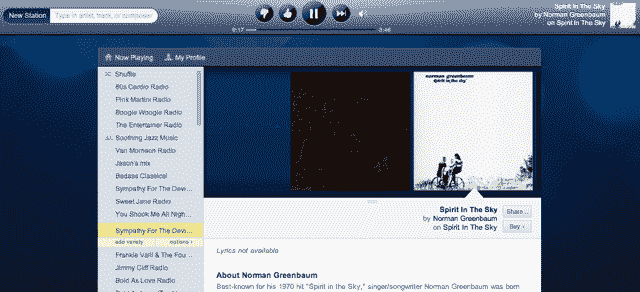 New Station
Type in artist, track, or composer
0:17
3:46
Spirit In The Sky
by Norman Greenbaum
on Spirit In The Sky
Now Playing
My Profile
Shuffle
80s Cardio Radio
Pink Martini Radio
Boogie Woogie Radio
The Entertainer Radio
Soothing Jazz Music
Van Morrison Radio
Jason's mix
Badass Classical
Sympathy For The Dev...
Sweet Jane Radio
You Shook Me All Nigh...
Sympathy For The Dev...
add variety
options
Frankie Valli & The Fou...
Jimmy Cliff Radio
Bold As Love Radio
norman greenbaum
spirit in the sky
Spirit In The Sky
by Norman Greenbaum
on Spirit In The Sky
Share...
Buy
Lyrics not available
About Norman Greenbaum
Best-known for his 1970 hit "Spirit in the Sky," singer/songwriter Norman Greenbaum was born